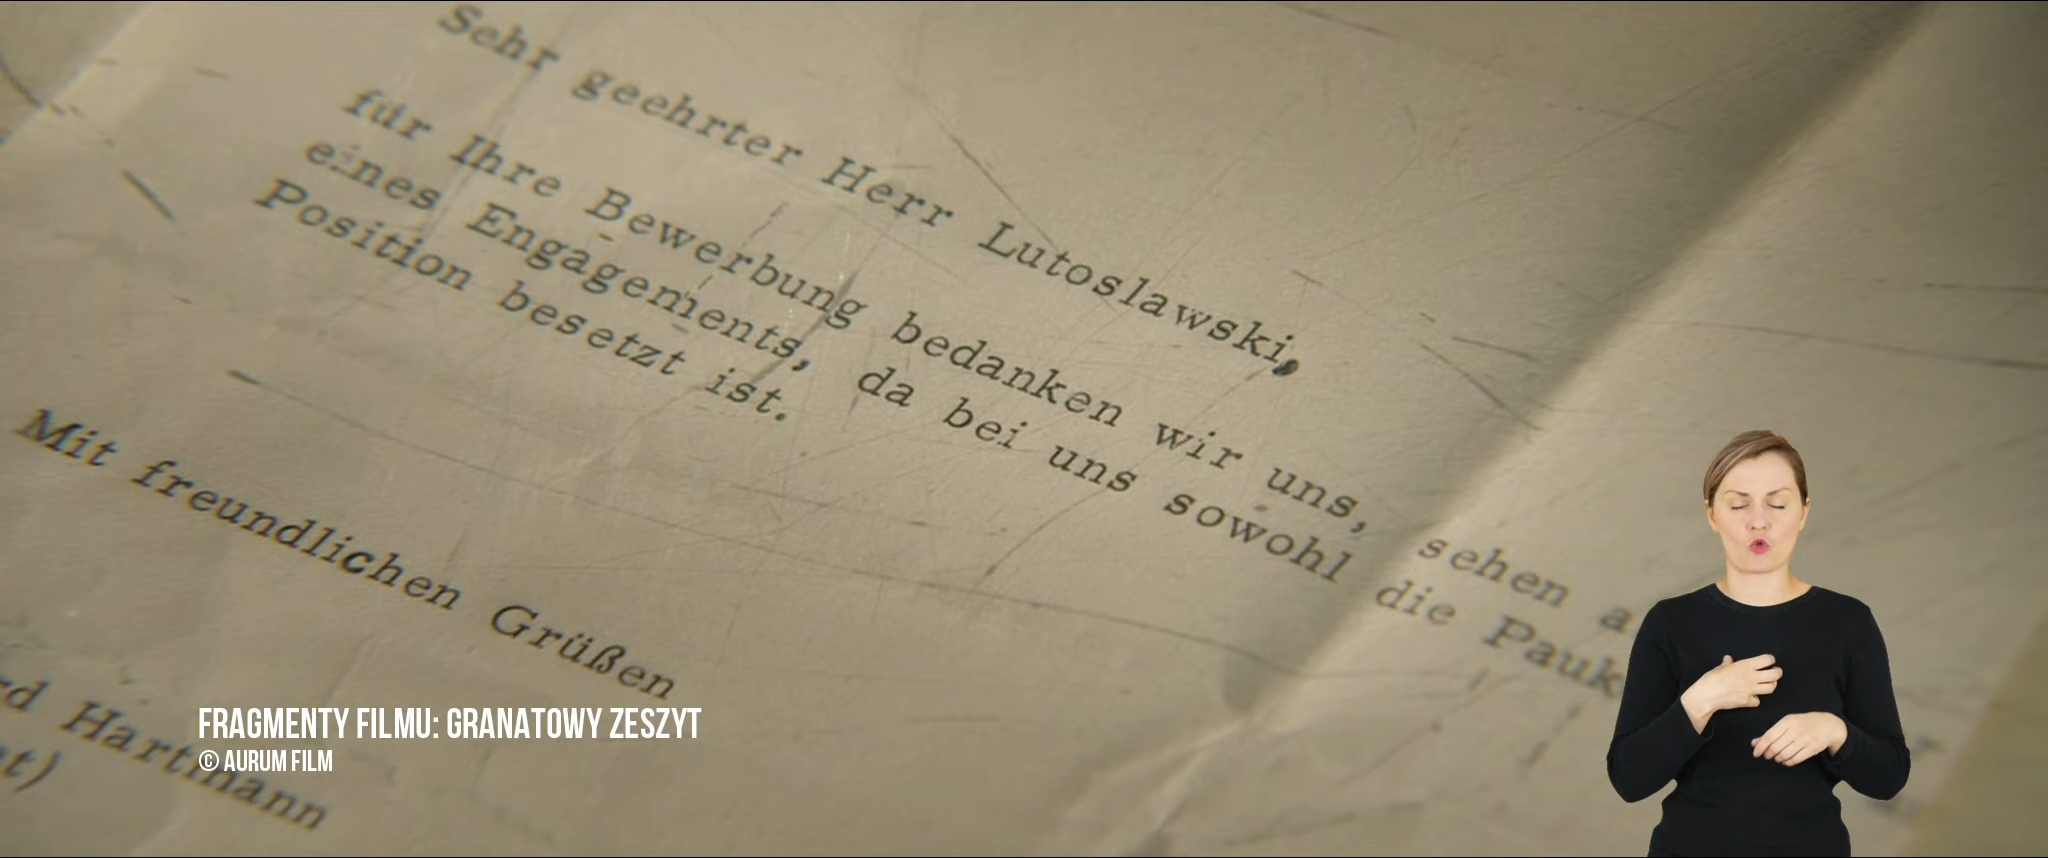 Sehr geehrter Herr Lutoslawski,
für Ihre Bewerbung bedanken wir uns, sehen
eines Engagements, da bei uns sowohl die Pauk
Position besetzt ist.
Mit freundlichen Grüßen
Hartmann
FRAGMENTY FILMU: GRANATOWY ZESZYT
© AURUM FILM